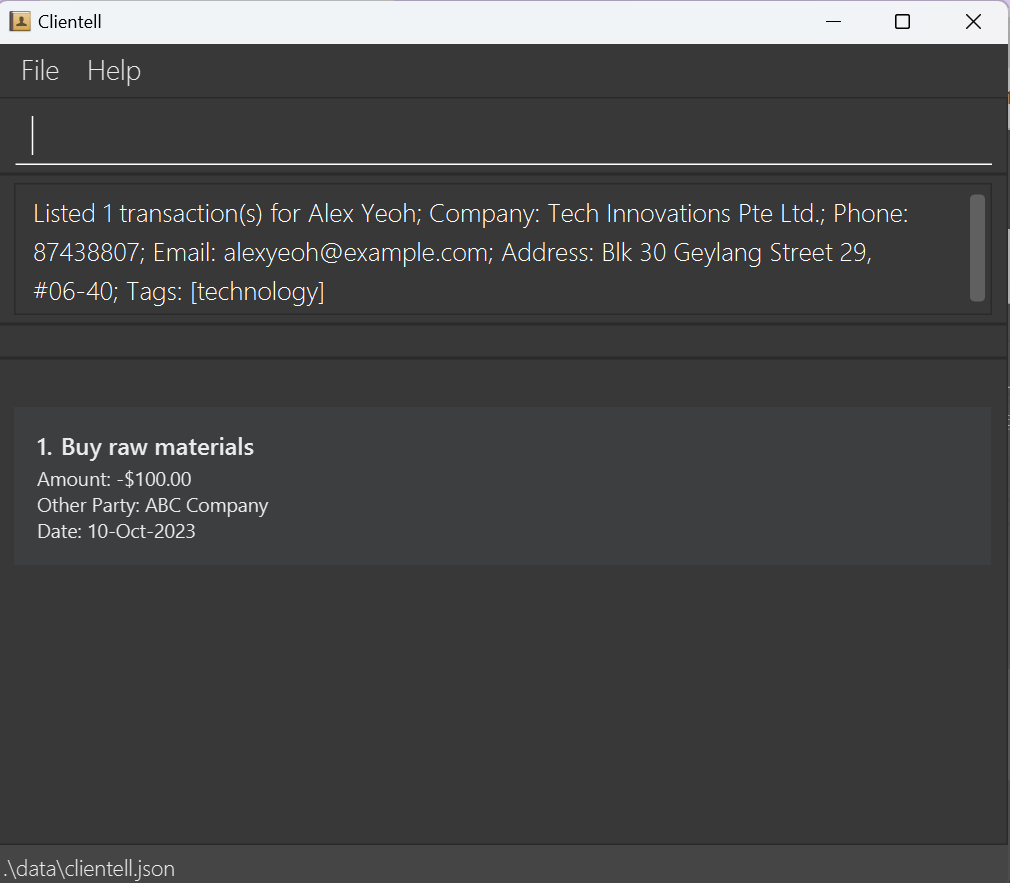 Clientell
File Help
Listed 1 transaction(s) for Alex Yeoh; Company: Tech Innovations Pte Ltd.; Phone:
87438807; Email: alexyeoh@example.com; Address: Blk 30 Geylang Street 29,
#06-40; Tags: [technology]
1. Buy raw materials
Amount: -$100.00
Other Party: ABC Company
Date: 10-Oct-2023
.\data\clientell.json